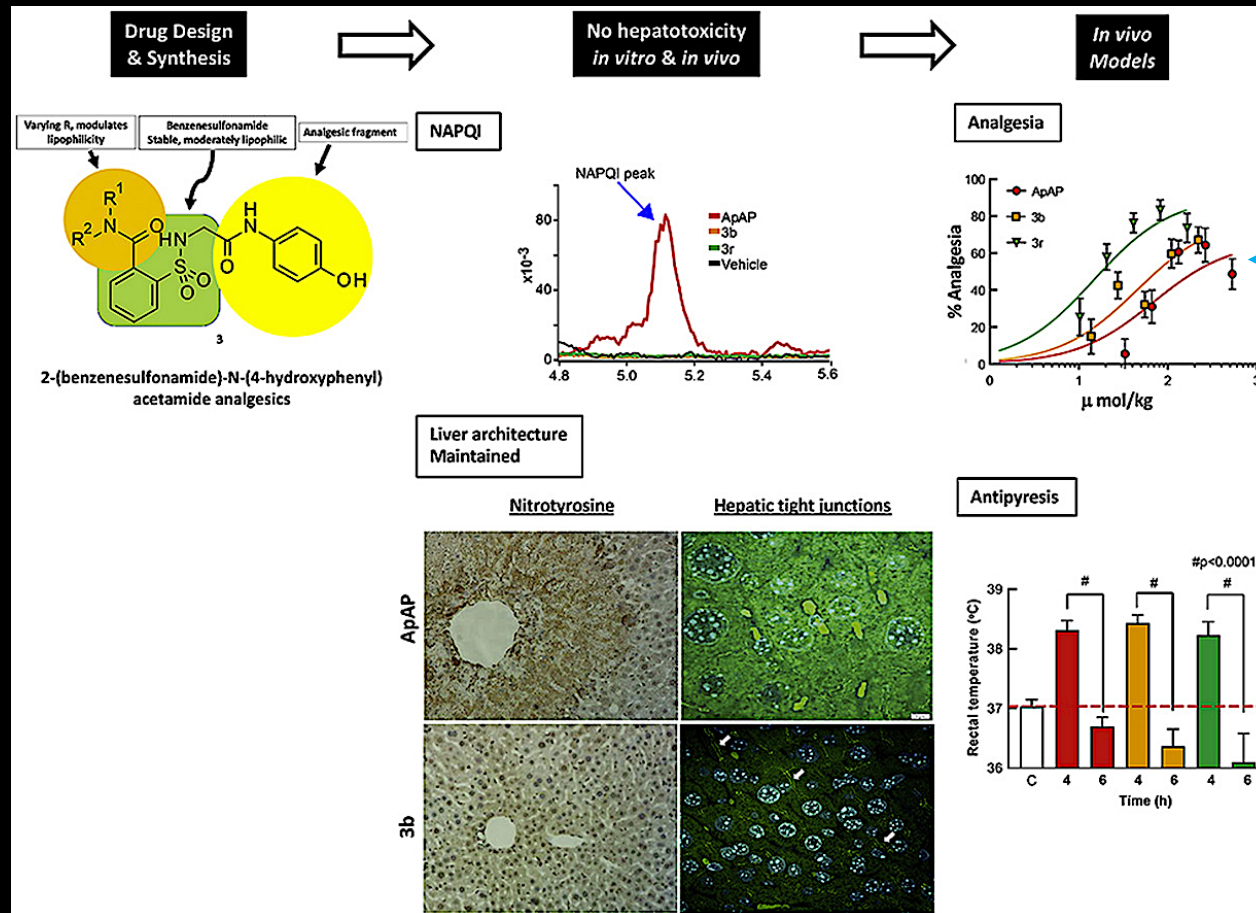 Drug Design
& Synthesis
No hepatotoxicity
in vitro & in vivo
In vivo
Models
Varying R, modulates
lipophilicity
Benzenesulfonamide
Stable, moderately lipophilic
Analgesic fragment
R¹
R²
N
O
H
N
HN
S
O
O
O
OH
3
2-(benzenesulfonamide)-N-(4-hydroxyphenyl)
acetamide analgesics
NAPQI
NAPQI peak
ApAP
3b
3r
Vehicle
x10⁻³
80
40
0
4.8 5.0 5.2 5.4 5.6
Analgesia
ApAP
3b
3r
% Analgesia
100
80
60
40
20
0
0 1 2 3
μ mol/kg
Liver architecture
Maintained
Nitrotyrosine
Hepatic tight junctions
ApAP
3b
Antipyresis
#p<0.0001
# # #
Rectal temperature (ºC)
39
38
37
36
C 4 6 4 6 4 6
Time (h)